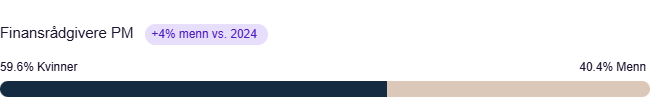 Finansrådgivere PM +4% menn vs. 2024
59.6% Kvinner 40.4% Menn